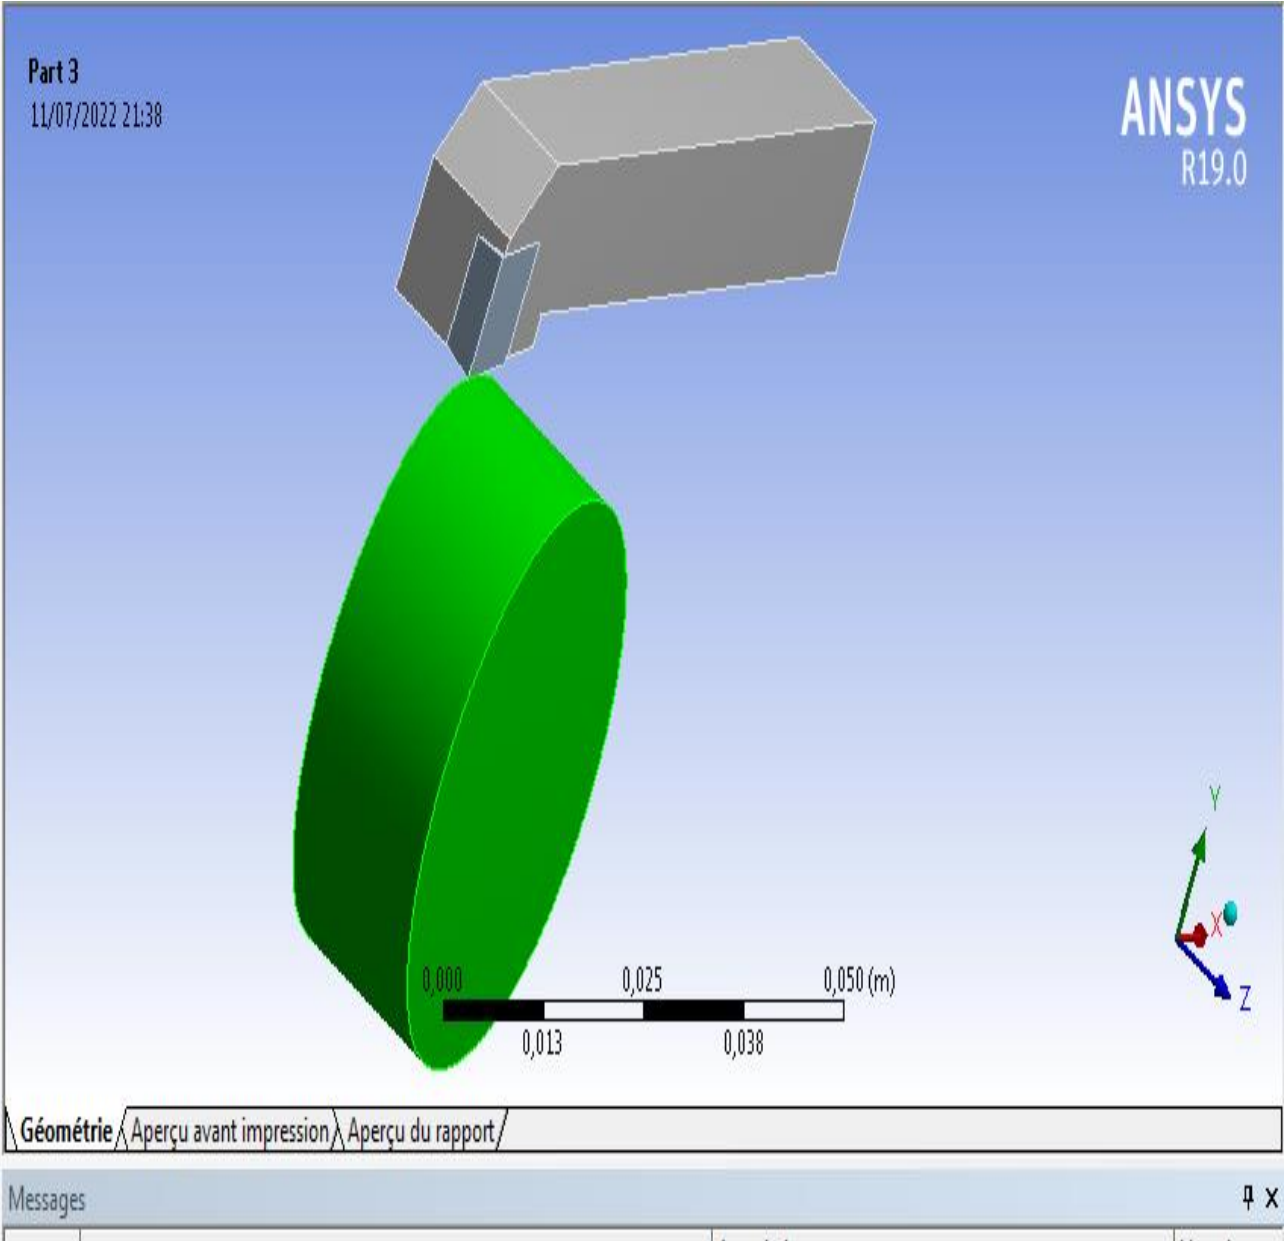 Part 3
11/07/2022 21:38
ANSYS
R19.0
Y
X
Z
0,000 0,025 0,050 (m)
0,013 0,038
Géométrie Aperçu avant impression Aperçu du rapport
Messages